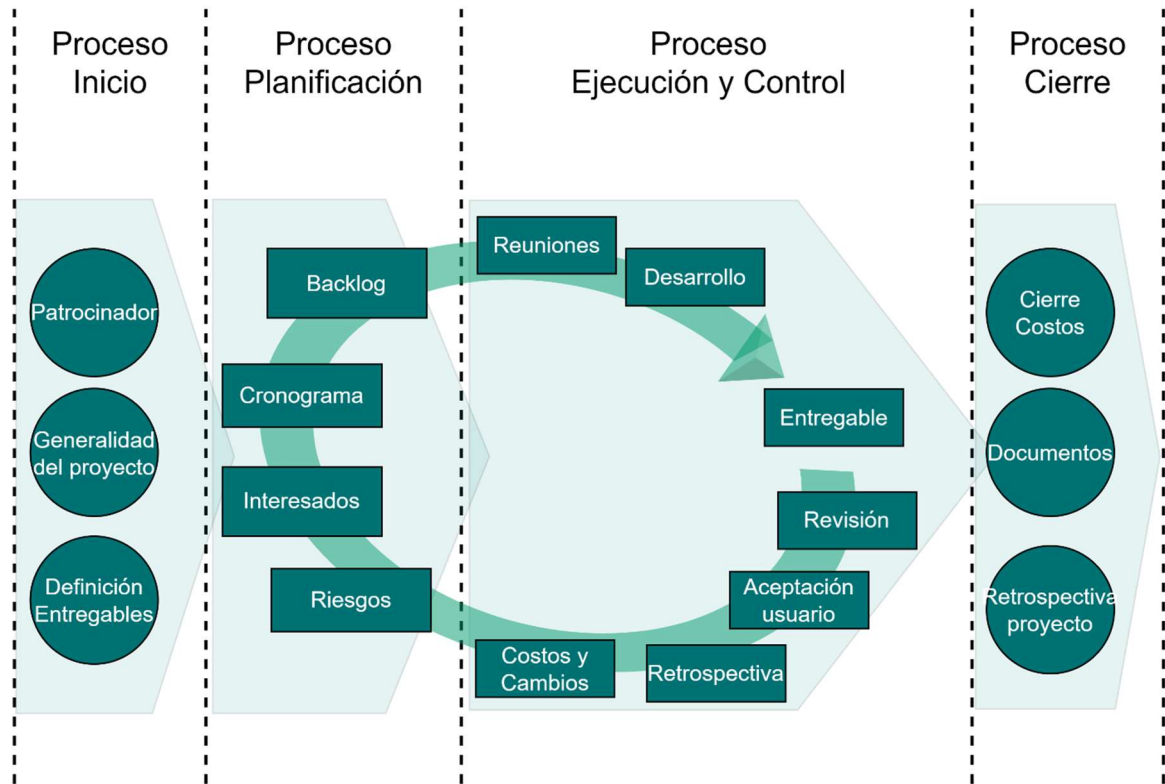 Proceso
Inicio
Proceso
Planificación
Proceso
Ejecución y Control
Proceso
Cierre
Patrocinador
Generalidad
del proyecto
Definición
Entregables
Backlog
Cronograma
Interesados
Riesgos
Reuniones
Desarrollo
Entregable
Revisión
Aceptación
usuario
Retrospectiva
Costos y
Cambios
Cierre
Costos
Documentos
Retrospectiva
proyecto